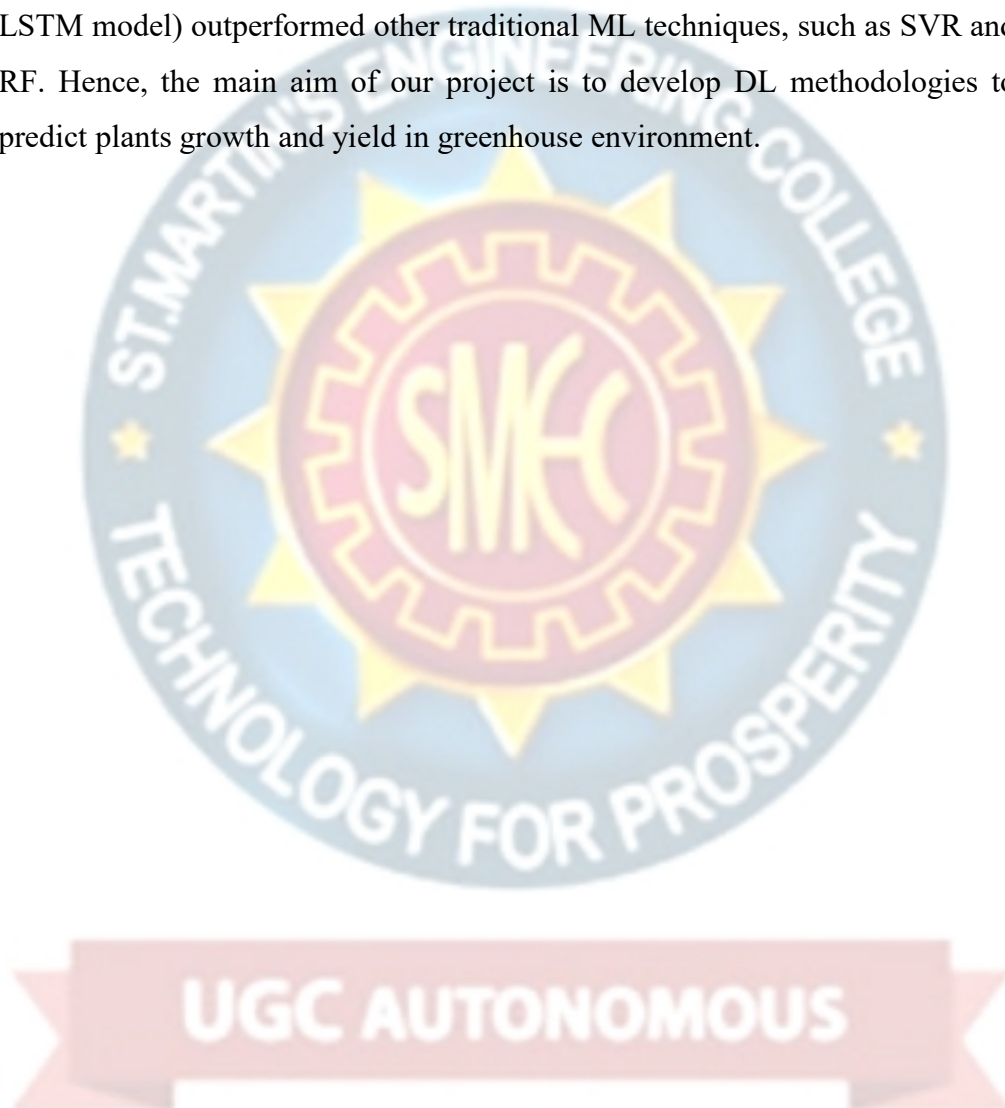 LSTM model) outperformed other traditional ML techniques, such as SVR and
RF. Hence, the main aim of our project is to develop DL methodologies to
predict plants growth and yield in greenhouse environment.
ST.MARTIN'S ENGINEERING COLLEGE
SMEC
TECHNOLOGY FOR PROSPERITY
UGC AUTONOMOUS